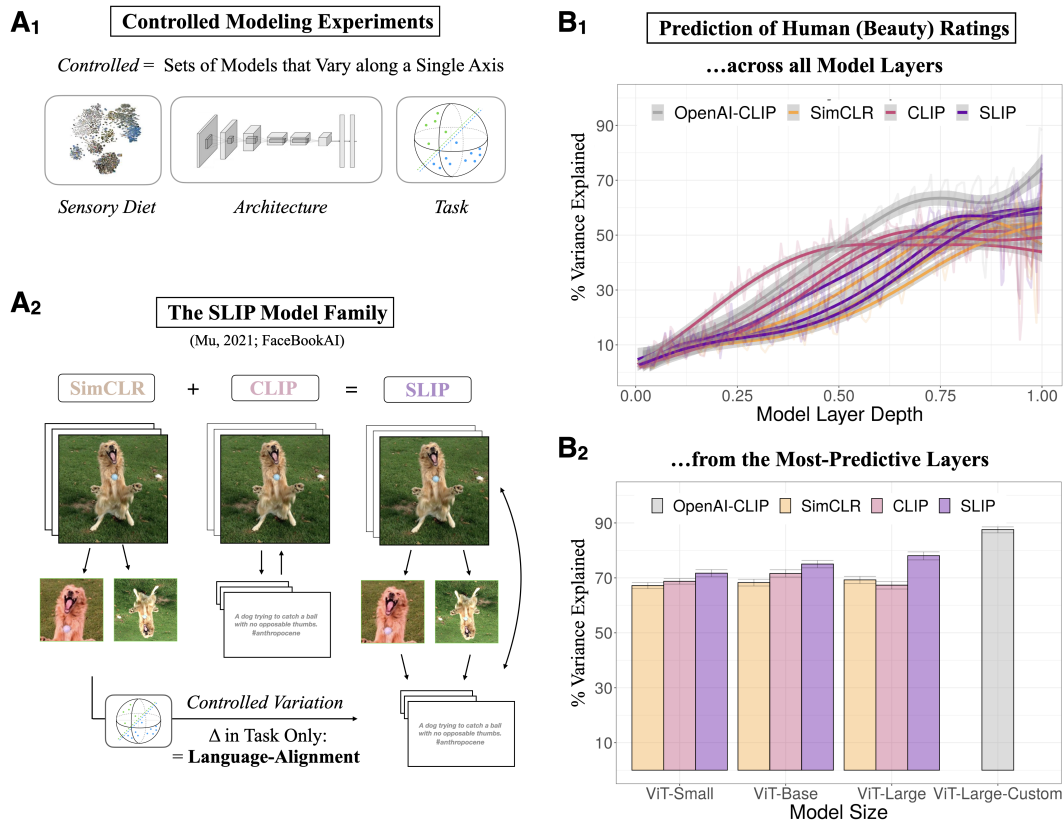 A1
Controlled Modeling Experiments
Controlled = Sets of Models that Vary along a Single Axis
Sensory Diet
Architecture
Task
A2
The SLIP Model Family
(Mu, 2021; FaceBookAI)
SimCLR + CLIP = SLIP
A dog trying to catch a ball
with no opposable thumbs.
#anthropocene
A dog trying to catch a ball
with no opposable thumbs.
#anthropocene
Controlled Variation
Δ in Task Only:
= Language-Alignment
B1
Prediction of Human (Beauty) Ratings
…across all Model Layers
OpenAI-CLIP SimCLR CLIP SLIP
% Variance Explained
90
70
50
30
10
0.00 0.25 0.50 0.75 1.00
Model Layer Depth
B2
…from the Most-Predictive Layers
OpenAI-CLIP SimCLR CLIP SLIP
% Variance Explained
90
70
50
30
10
ViT-Small ViT-Base ViT-Large ViT-Large-Custom
Model Size